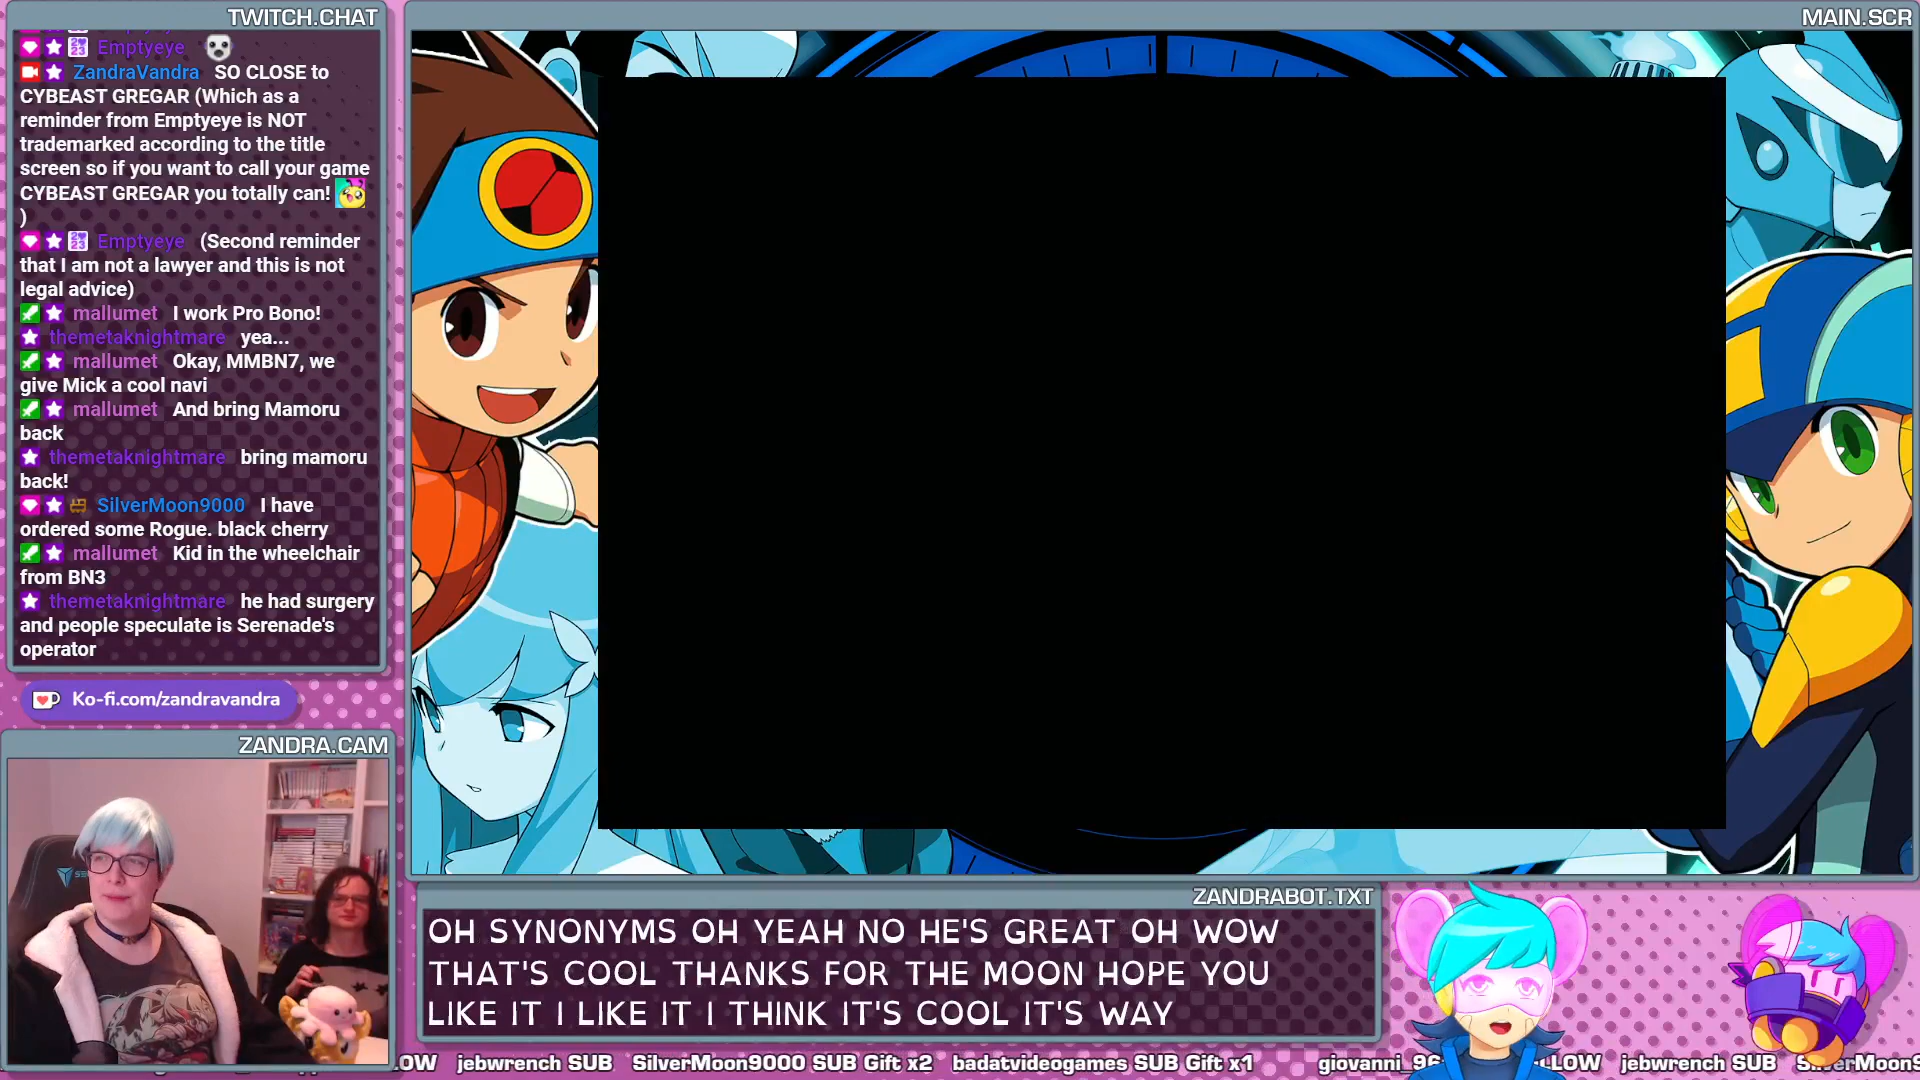 TWITCH.CHAT
MAIN.SCR
Emptyeye
ZandraVandra SO CLOSE to
CYBEAST GREGAR (Which as a
reminder from Emptyeye is NOT
trademarked according to the title
screen so if you want to call your game
CYBEAST GREGAR you totally can!
)
Emptyeye (Second reminder
that I am not a lawyer and this is not
legal advice)
mallumet I work Pro Bono!
themetaknightmare yea...
mallumet Okay, MMBN7, we
give Mick a cool navi
mallumet And bring Mamoru
back
themetaknightmare bring mamoru
back!
SilverMoon9000 I have
ordered some Rogue. black cherry
mallumet Kid in the wheelchair
from BN3
themetaknightmare he had surgery
and people speculate is Serenade's
operator
Ko-fi.com/zandravandra
ZANDRA.CAM
ZANDRABOT.TXT
OH SYNONYMS OH YEAH NO HE'S GREAT OH WOW
THAT'S COOL THANKS FOR THE MOON HOPE YOU
LIKE IT I LIKE IT I THINK IT'S COOL IT'S WAY
LOW jebwrench SUB SilverMoon9000 SUB Gift x2 badatvideogames SUB Gift x1 giovanni_96 LLOW jebwrench SUB